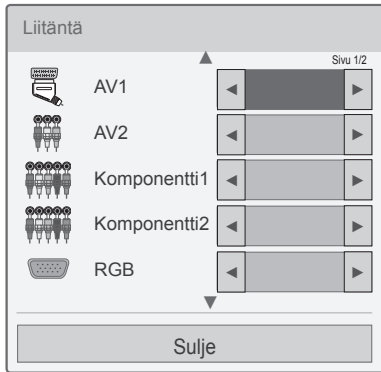 Liitäntä
Sivu 1/2
AV1
AV2
Komponentti1
Komponentti2
RGB
Sulje